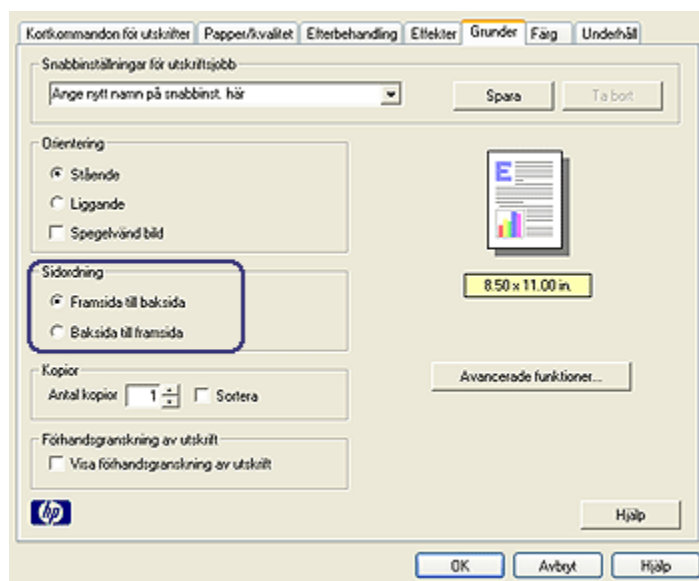 Kortkommandon för utskrifter Papper/kvalitet Efterbehandling Effekter Grunder Färg Underhåll
Snabbinställningar för utskriftsjobb
Ange nytt namn på snabbinst. här Spara Ta bort
Orientering
Stående
Liggande
Spegelvänd bild
E
Sidordning
8.50 x 11.00 in.
Framsida till baksida
Baksida till framsida
Kopior
Avancerade funktioner...
Antal kopior 1 Sortera
Förhandsgranskning av utskrift
Visa förhandsgranskning av utskrift
hp Hjälp
OK Avbryt Hjälp